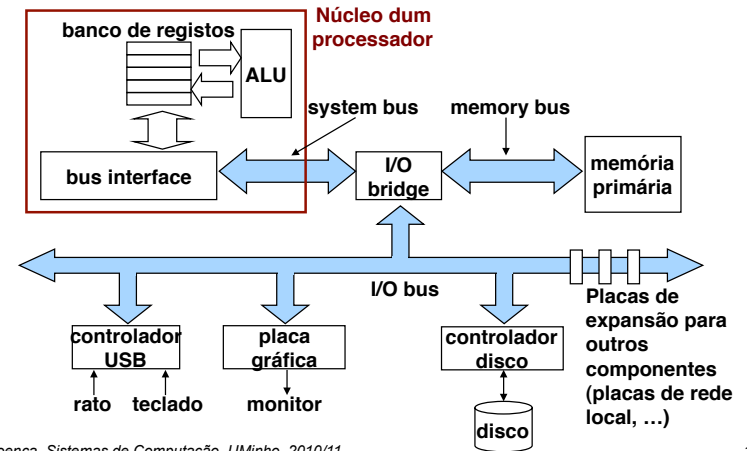 Núcleo dum
processador
banco de registos
ALU
system bus
memory bus
bus interface
I/O
bridge
memória
primária
I/O bus
controlador
USB
placa
gráfica
controlador
disco
Placas de
expansão para
outros
componentes
(placas de rede
local, …)
rato
teclado
monitor
disco
Sistemas de Computação, UMinho, 2010/11